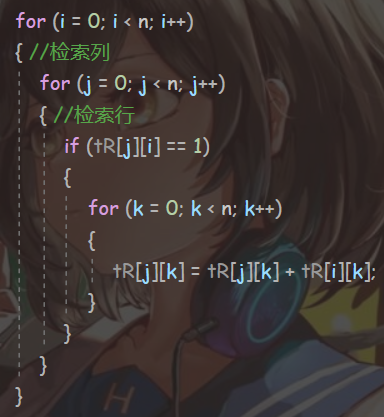 for (i = 0; i < n; i++)
{ //检索列
for (j = 0; j < n; j++)
{ //检索行
if (tR[j][i] == 1)
{
for (k = 0; k < n; k++)
{
tR[j][k] = tR[j][k] + tR[i][k];
}
}
}
}
H